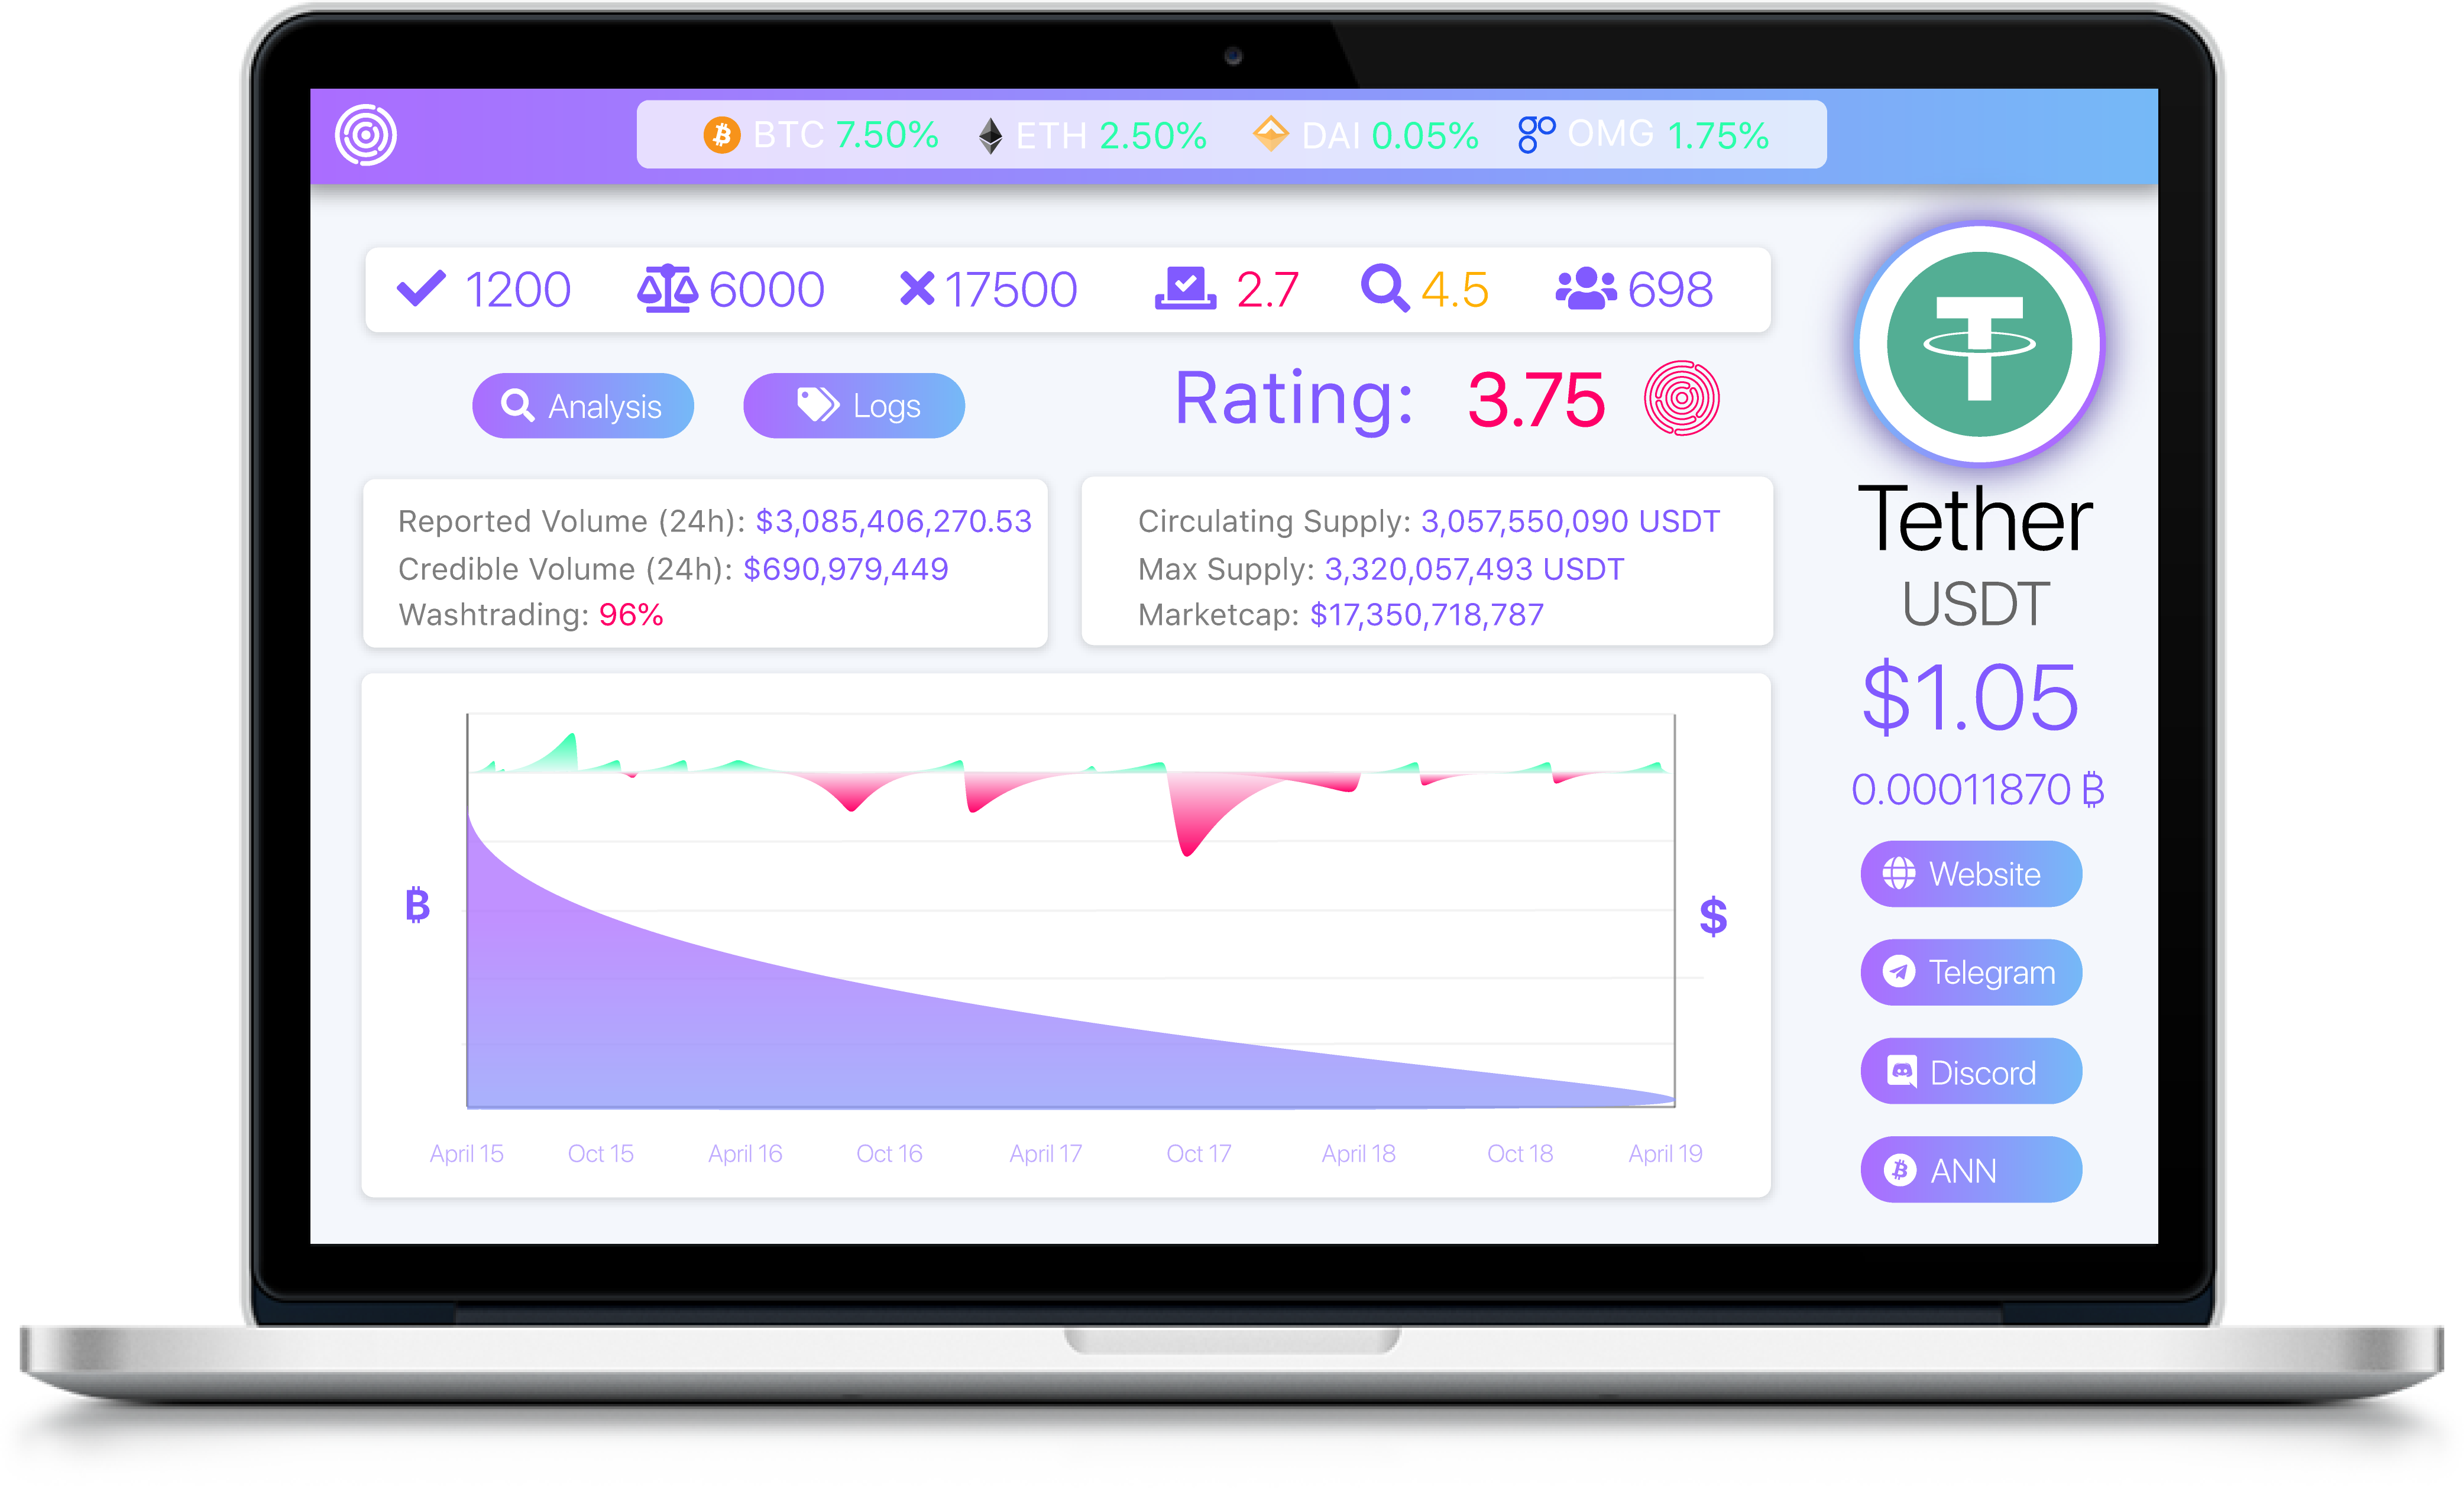 BTC 7.50% ETH 2.50% DAI 0.05% OMG 1.75%
1200 6000 17500 2.7 4.5 698
Analysis Logs Rating: 3.75
Reported Volume (24h): $3,085,406,270.53
Credible Volume (24h): $690,979,449
Washtrading: 96%
Circulating Supply: 3,057,550,090 USDT
Max Supply: 3,320,057,493 USDT
Marketcap: $17,350,718,787
₿ $
April 15 Oct 15 April 16 Oct 16 April 17 Oct 17 April 18 Oct 18 April 19
Tether
USDT
$1.05
0.00011870 ₿
Website
Telegram
Discord
ANN